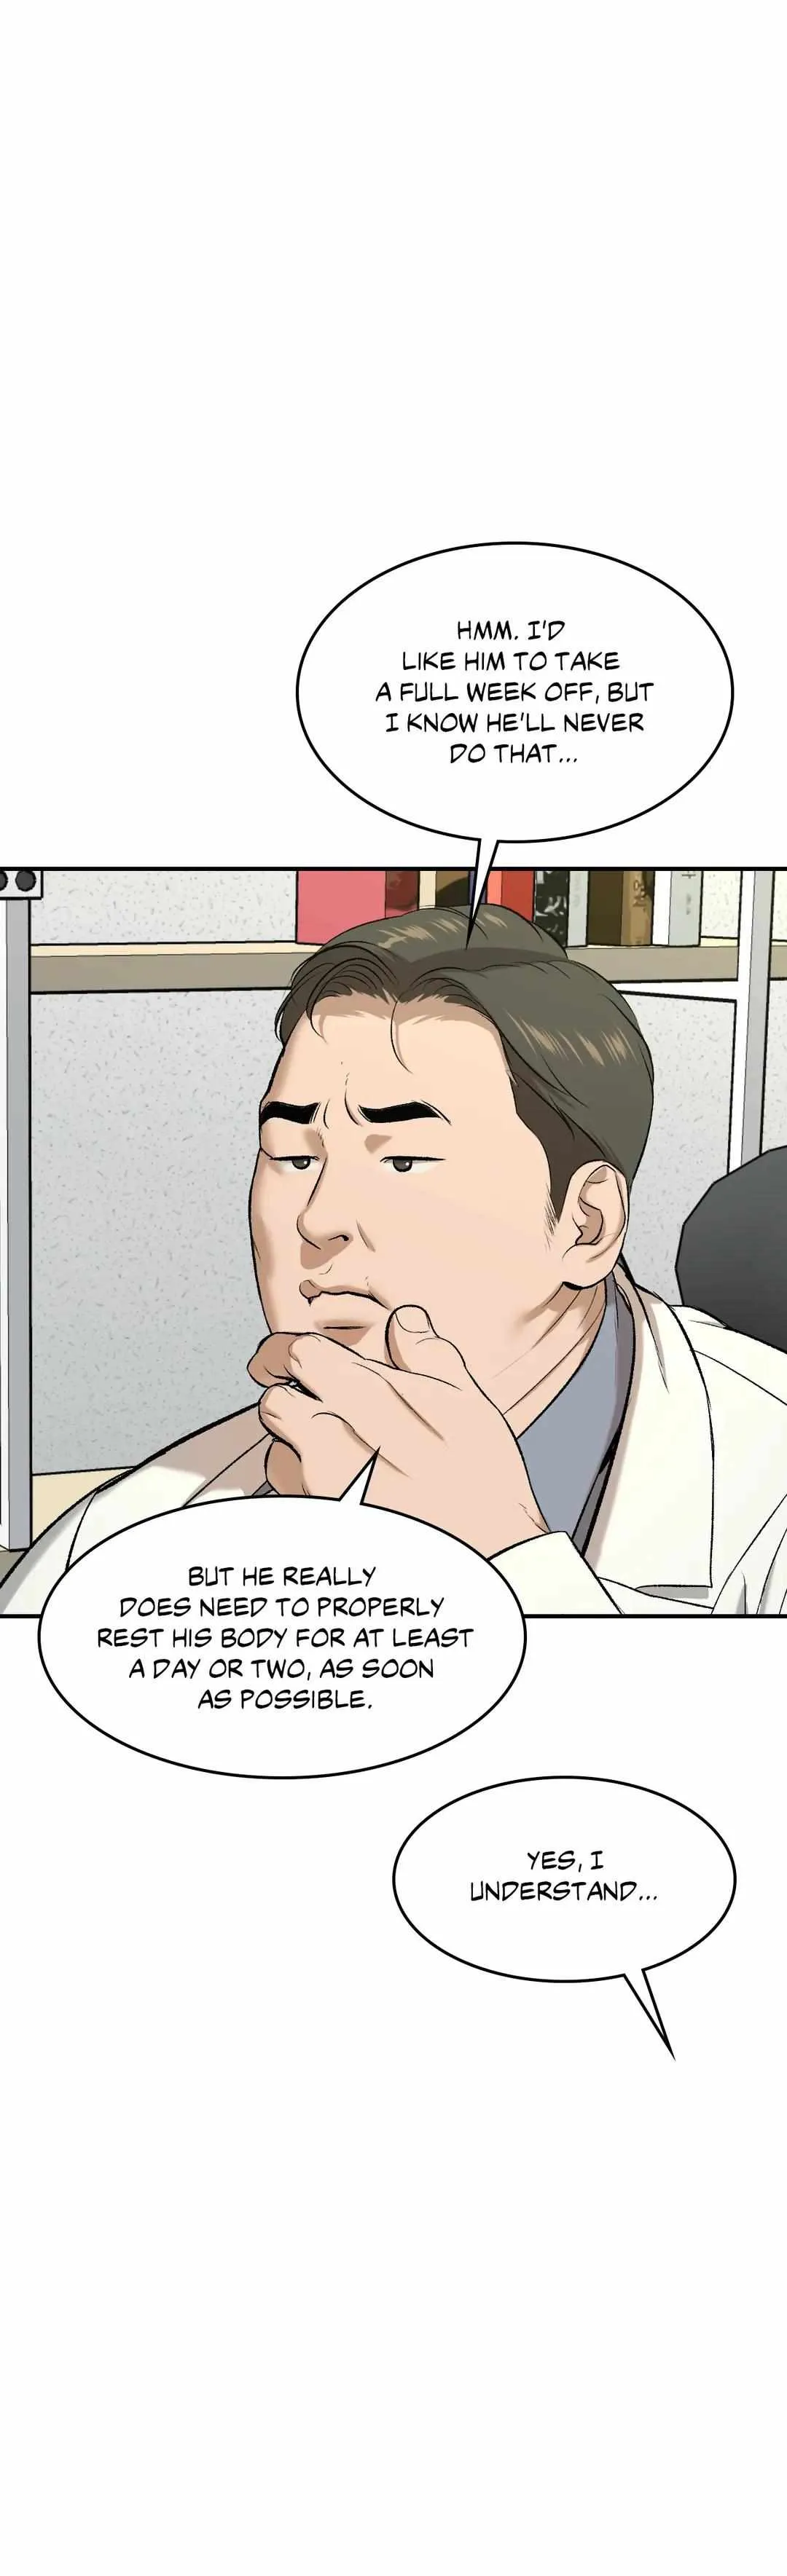 HMM. I'D
LIKE HIM TO TAKE
A FULL WEEK OFF, BUT
I KNOW HE'LL NEVER
DO THAT...
BUT HE REALLY
DOES NEED TO PROPERLY
REST HIS BODY FOR AT LEAST
A DAY OR TWO, AS SOON
AS POSSIBLE.
YES, I
UNDERSTAND...